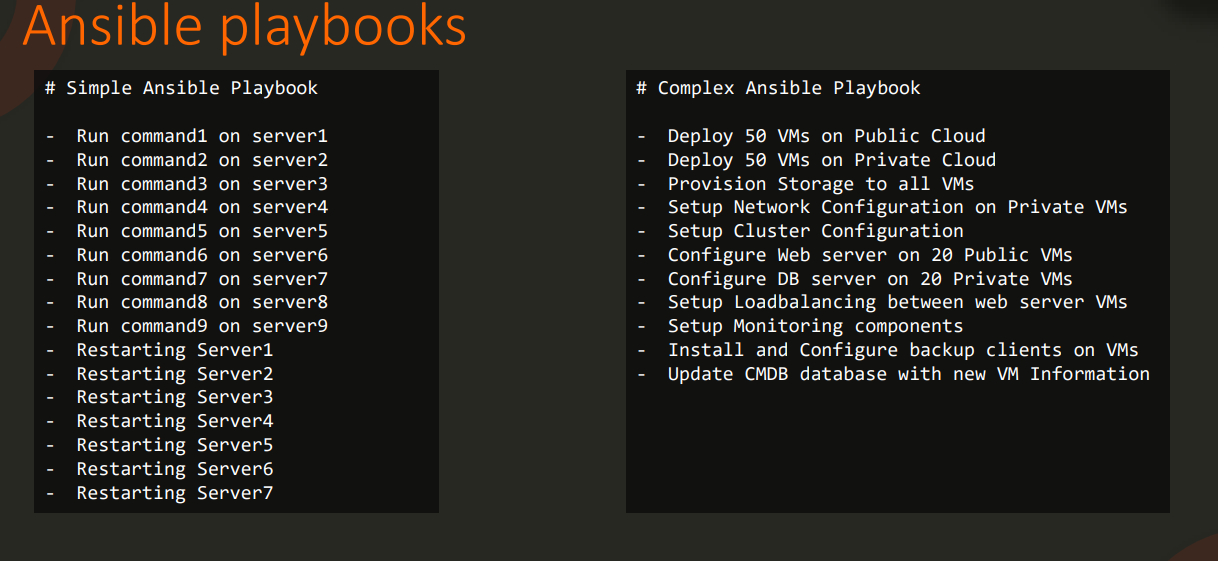 Ansible playbooks
# Simple Ansible Playbook
- Run command1 on server1
- Run command2 on server2
- Run command3 on server3
- Run command4 on server4
- Run command5 on server5
- Run command6 on server6
- Run command7 on server7
- Run command8 on server8
- Run command9 on server9
- Restarting Server1
- Restarting Server2
- Restarting Server3
- Restarting Server4
- Restarting Server5
- Restarting Server6
- Restarting Server7
# Complex Ansible Playbook
- Deploy 50 VMs on Public Cloud
- Deploy 50 VMs on Private Cloud
- Provision Storage to all VMs
- Setup Network Configuration on Private VMs
- Setup Cluster Configuration
- Configure Web server on 20 Public VMs
- Configure DB server on 20 Private VMs
- Setup Loadbalancing between web server VMs
- Setup Monitoring components
- Install and Configure backup clients on VMs
- Update CMDB database with new VM Information